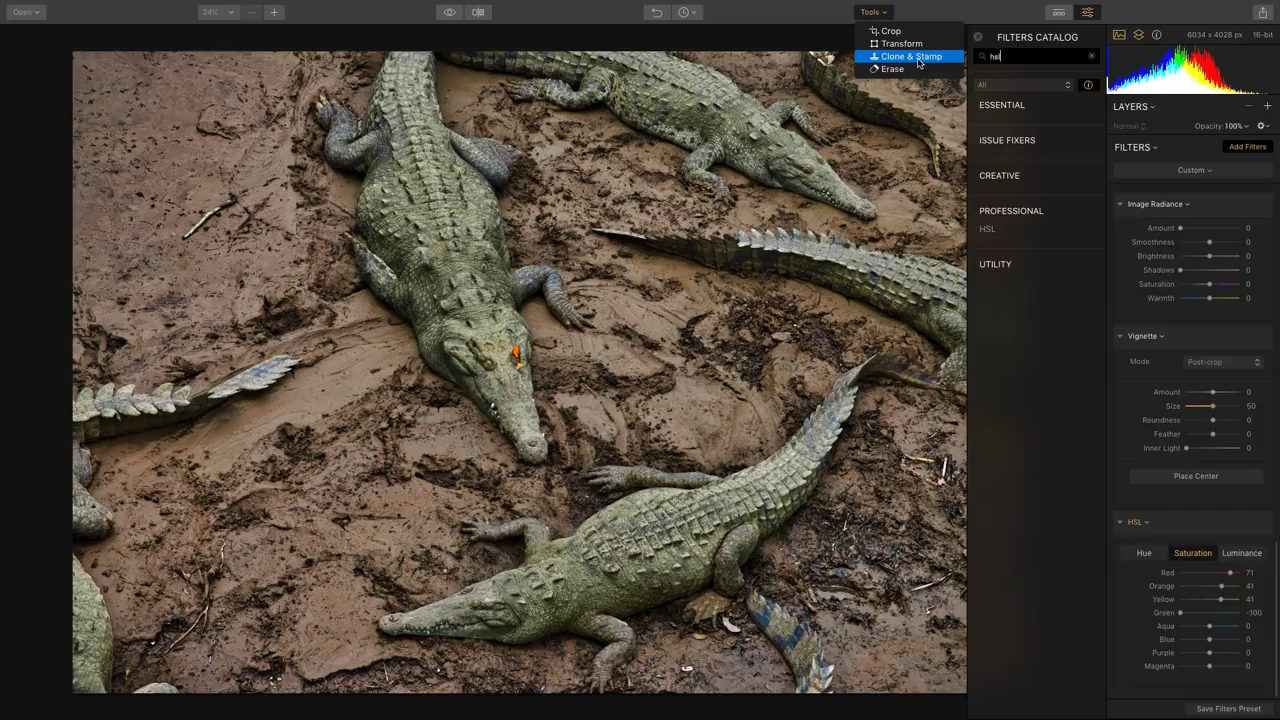 Open
24%
Tools
Crop
Transform
Clone & Stamp
Erase
FILTERS CATALOG
hsl
All
ESSENTIAL
ISSUE FIXERS
CREATIVE
PROFESSIONAL
HSL
UTILITY
6034 x 4028 px 16-bit
LAYERS
Normal Opacity: 100%
FILTERS Add Filters
Custom
Image Radiance
Amount 0
Smoothness 0
Brightness 0
Shadows 0
Saturation 0
Warmth 0
Vignette
Mode Post-crop
Amount 0
Size 50
Roundness 0
Feather 0
Inner Light 0
Place Center
HSL
Hue Saturation Luminance
Red 71
Orange 41
Yellow 41
Green -100
Aqua 0
Blue 0
Purple 0
Magenta 0
Save Filters Preset